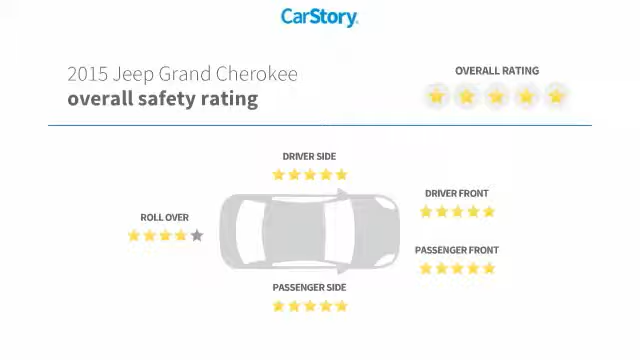 CarStory
2015 Jeep Grand Cherokee
overall safety rating
OVERALL RATING
DRIVER SIDE
DRIVER FRONT
ROLL OVER
PASSENGER FRONT
PASSENGER SIDE